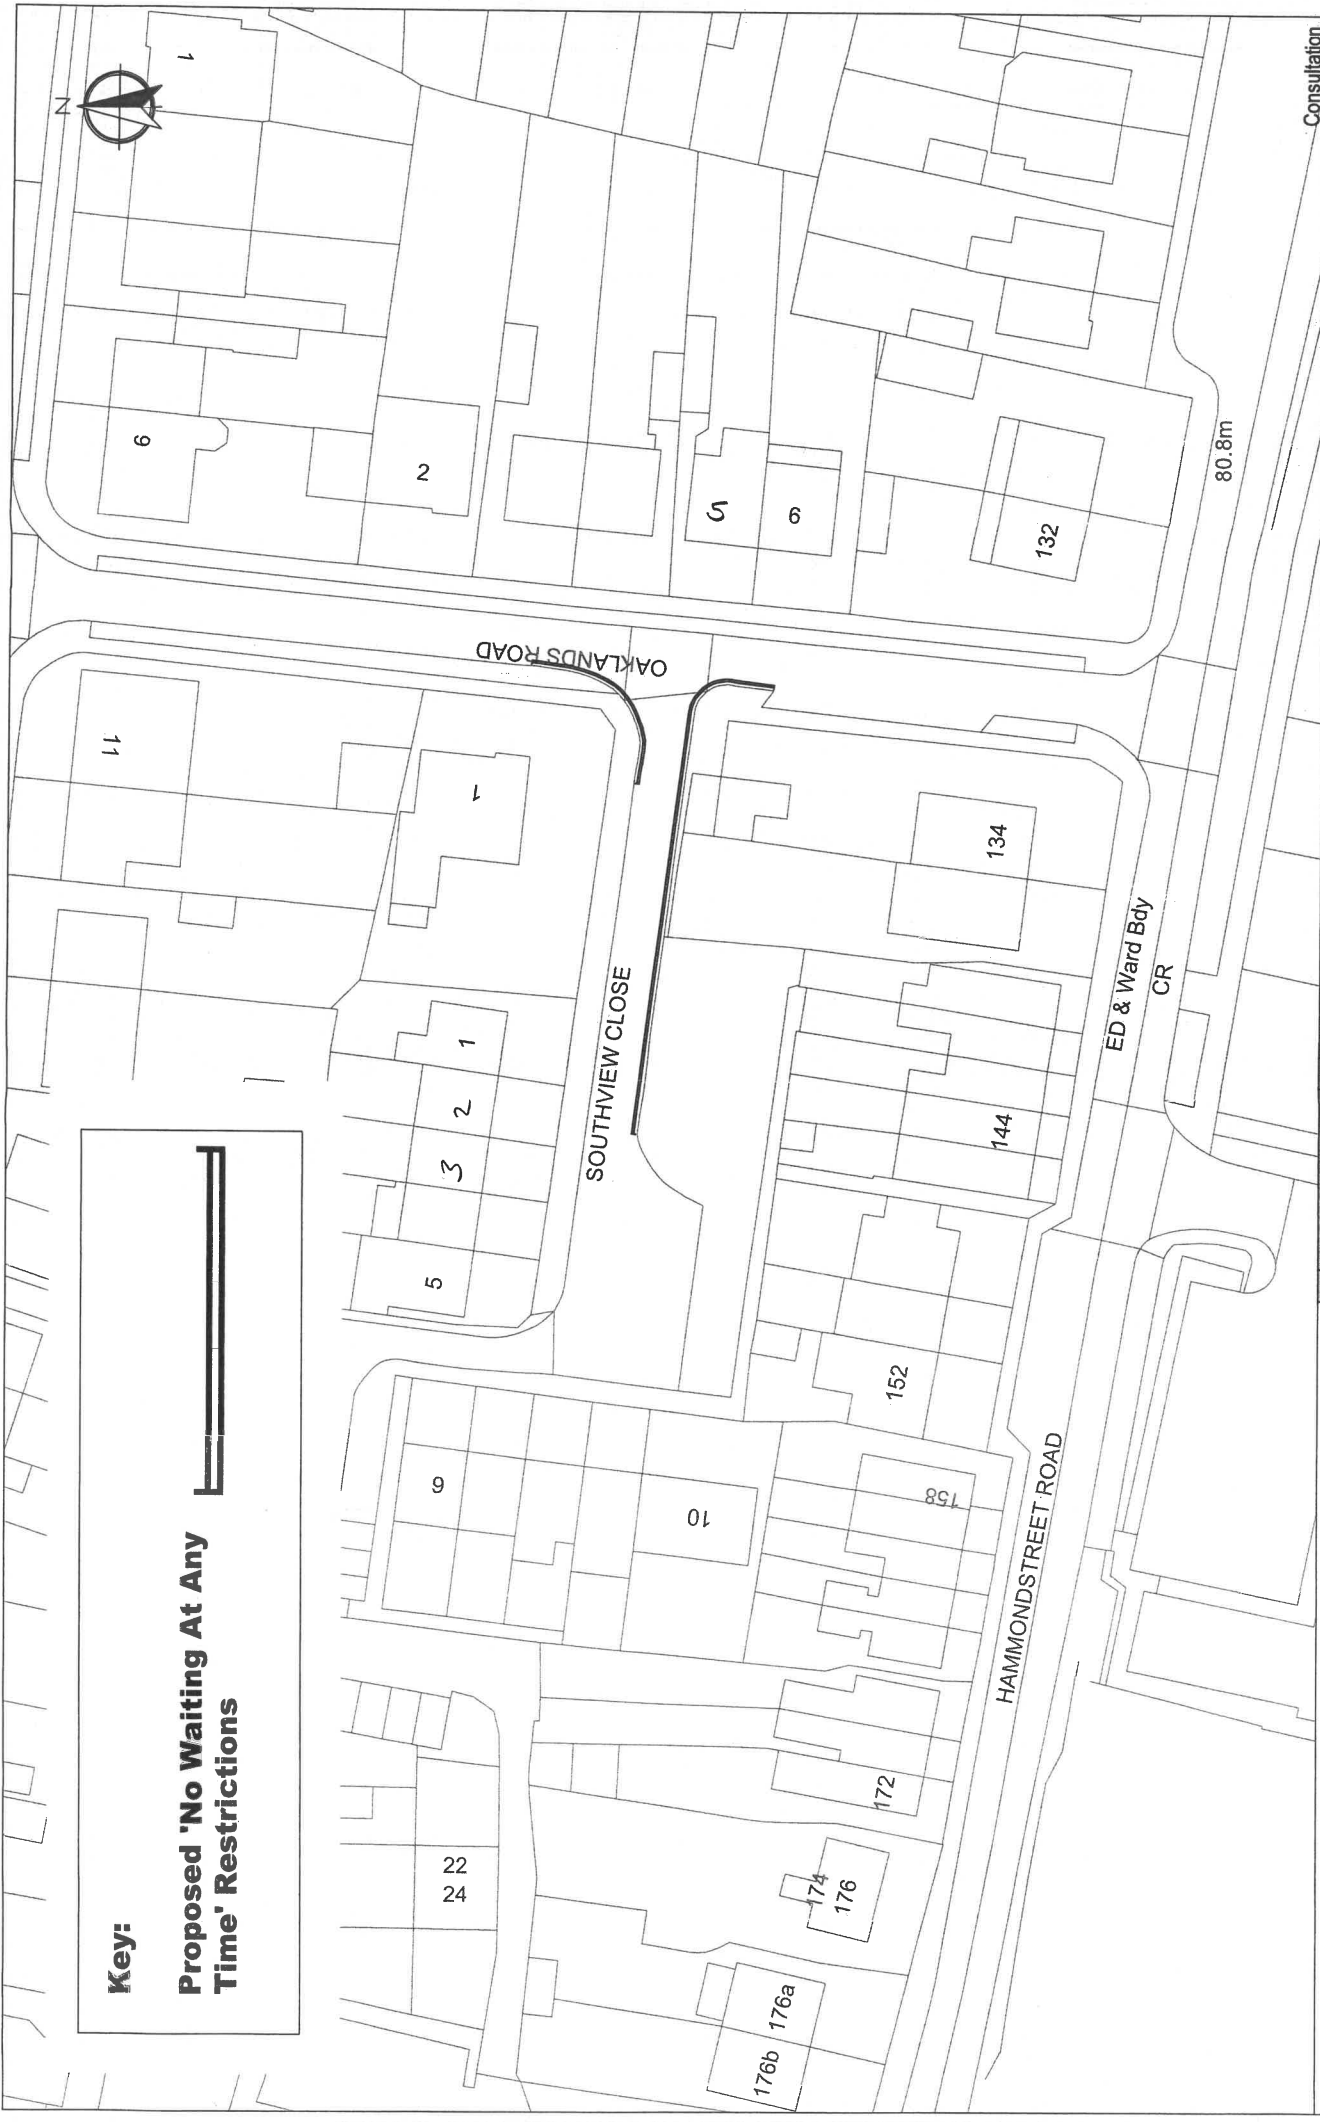 Key:
Proposed 'No Waiting At Any
Time' Restrictions
N
1
9
2
5
6
132
80.8m
Consultation
OAKLANDS ROAD
11
1
134
SOUTHVIEW CLOSE
1
2
3
5
144
ED & Ward Bdy
CR
9
10
152
158
HAMMONDSTREET ROAD
22
24
172
174
176
176a
176b